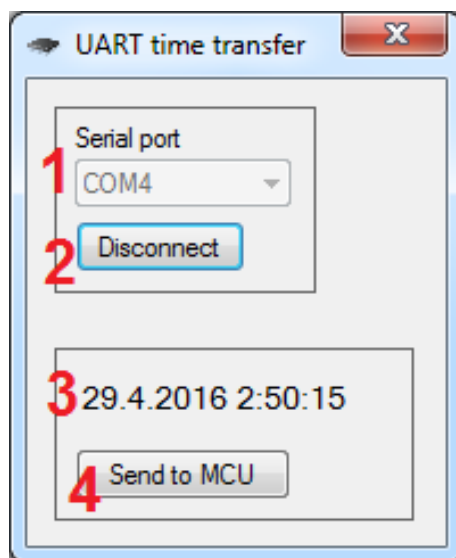 UART time transfer
Serial port
1
COM4
2 Disconnect
3 29.4.2016 2:50:15
4 Send to MCU